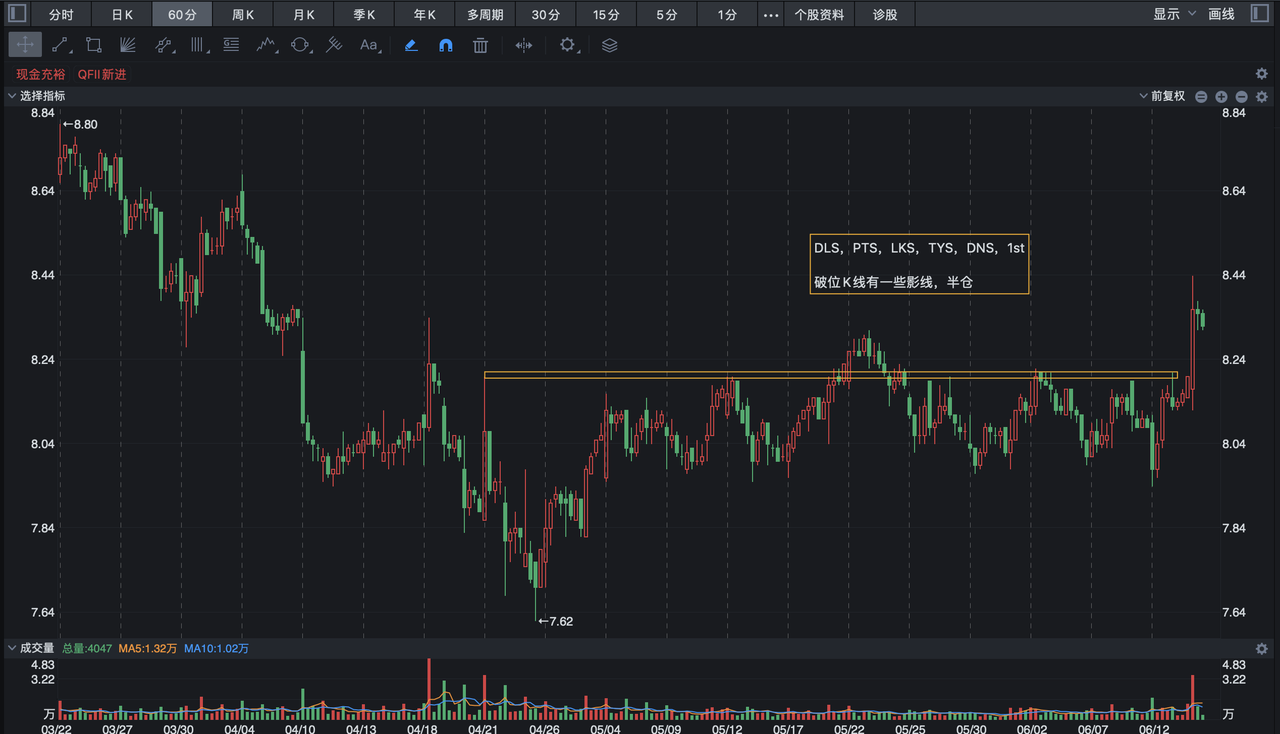 分时 日K 60分 周K 月K 季K 年K 多周期 30分 15分 5分 1分 ••• 个股资料 诊股 显示 画线
Aa
现金充裕 QFII新进
选择指标 前复权
8.84 8.84
←8.80
8.64 8.64
DLS，PTS，LKS，TYS，DNS，1st
8.44 8.44
破位K线有一些影线，半仓
8.24 8.24
8.04 8.04
7.84 7.84
7.64 7.64
←7.62
成交量 总量:4047 MA5:1.32万 MA10:1.02万
4.83 4.83
3.22 3.22
万 万
03/22 03/27 03/30 04/04 04/10 04/13 04/18 04/21 04/26 05/04 05/09 05/12 05/17 05/22 05/25 05/30 06/02 06/07 06/12